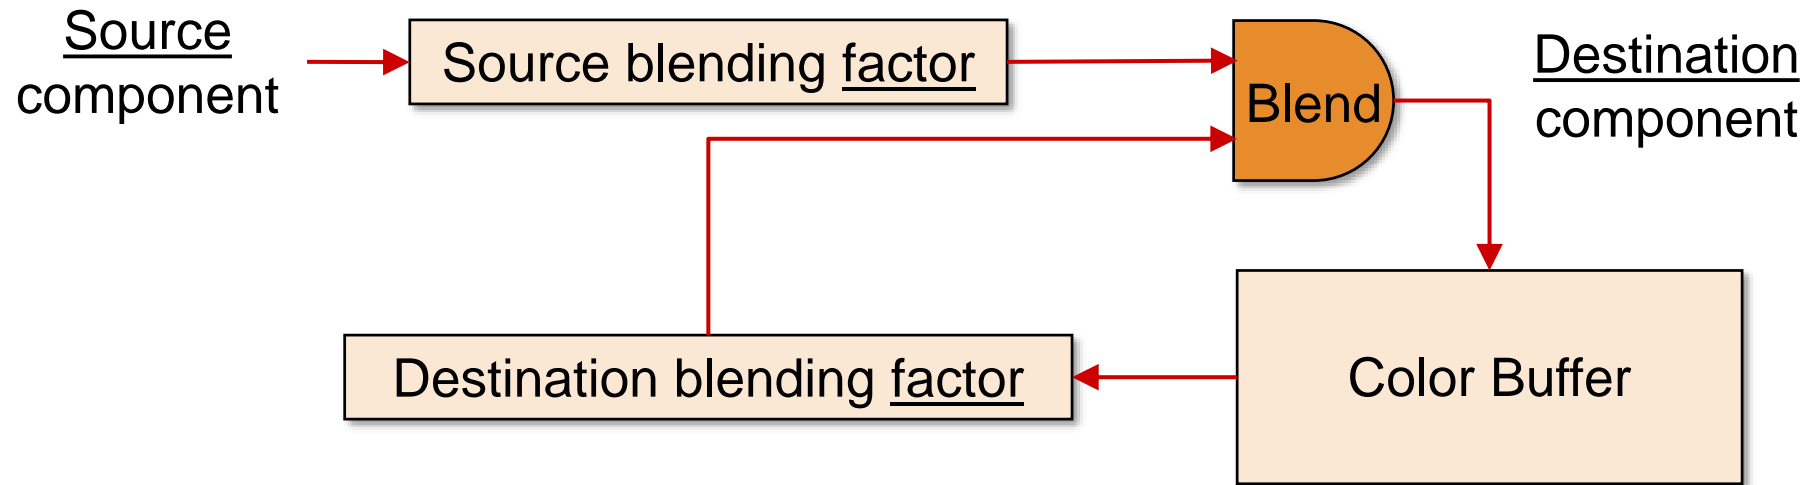 Source
component
Source blending factor
Blend
Destination
component
Destination blending factor
Color Buffer